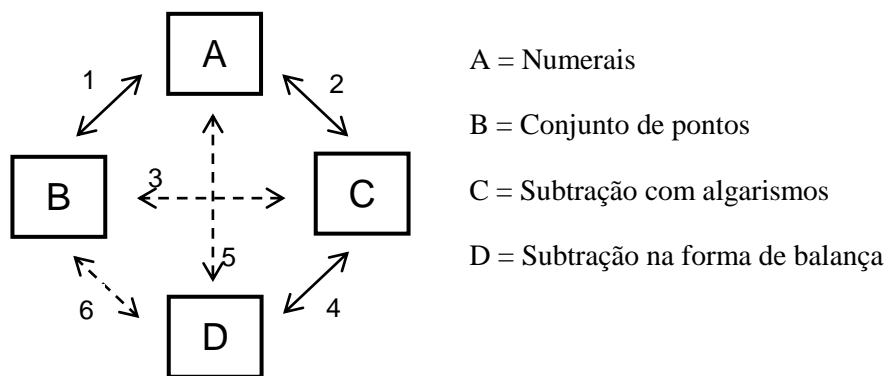 A
1
2
B
3
C
5
6
4
D
A = Numerais
B = Conjunto de pontos
C = Subtração com algarismos
D = Subtração na forma de balança